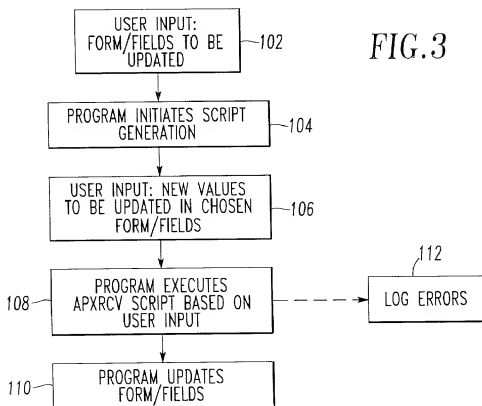 USER INPUT:
FORM/FIELDS TO BE
UPDATED
102
FIG.3
PROGRAM INITIATES SCRIPT
GENERATION
104
USER INPUT: NEW VALUES
TO BE UPDATED IN CHOSEN
FORM/FIELDS
106
108
PROGRAM EXECUTES
APXRCV SCRIPT BASED ON
USER INPUT
112
LOG ERRORS
110
PROGRAM UPDATES
FORM/FIELDS